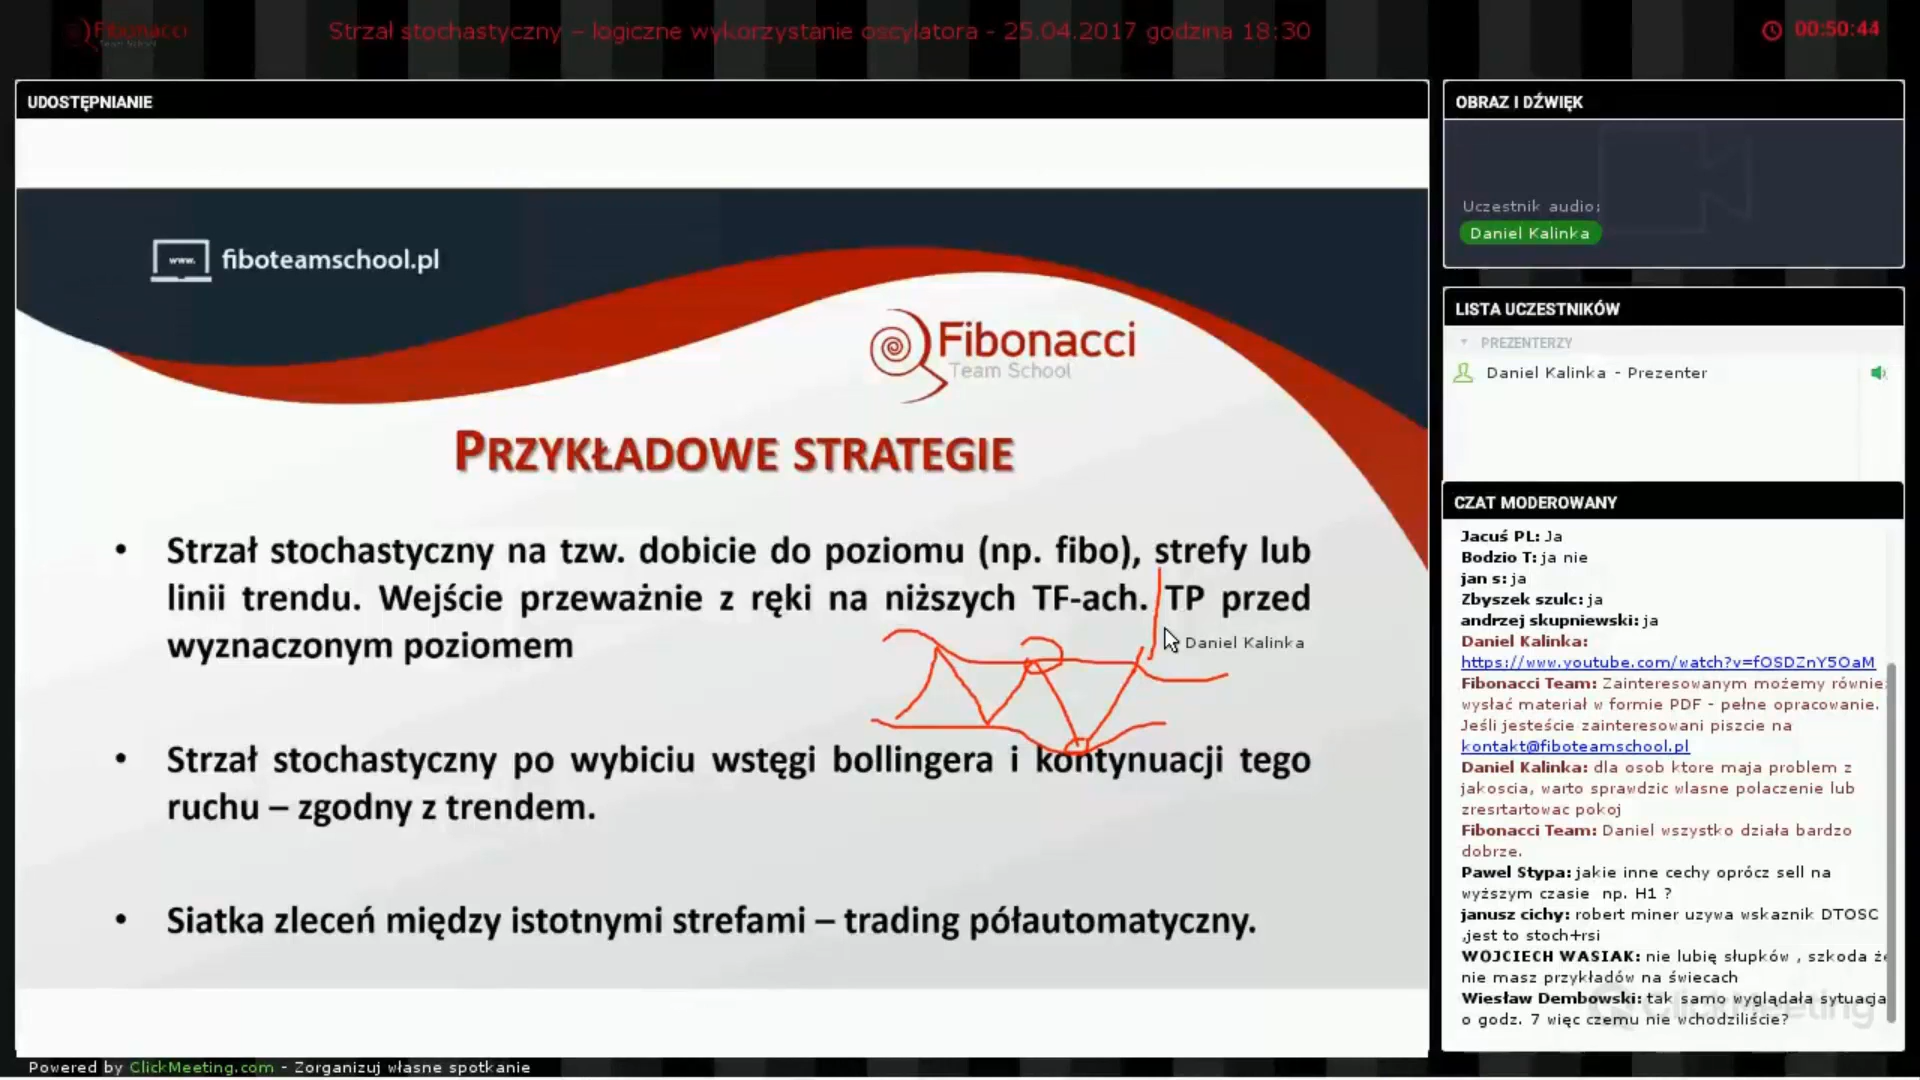 Fibonacci
Team School
Strzał stochastyczny – logiczne wykorzystanie oscylatora - 25.04.2017 godzina 18:30
00:50:44
UDOSTĘPNIANIE
www.
fiboteamschool.pl
Fibonacci
Team School
PRZYKŁADOWE STRATEGIE
• Strzał stochastyczny na tzw. dobicie do poziomu (np. fibo), strefy lub
linii trendu. Wejście przeważnie z ręki na niższych TF-ach. TP przed
wyznaczonym poziomem
Daniel Kalinka
• Strzał stochastyczny po wybiciu wstęgi bollingera i kontynuacji tego
ruchu – zgodny z trendem.
• Siatka zleceń między istotnymi strefami – trading półautomatyczny.
OBRAZ I DŹWIĘK
Uczestnik audio:
Daniel Kalinka
LISTA UCZESTNIKÓW
PREZENTERZY
Daniel Kalinka - Prezenter
CZAT MODEROWANY
Jacuś PL: Ja
Bodzio T: ja nie
jan s: ja
Zbyszek szulc: ja
andrzej skupniewski: ja
Daniel Kalinka:
https://www.youtube.com/watch?v=fOSDZnY5OaM
Fibonacci Team: Zainteresowanym możemy równie
wysłać materiał w formie PDF - pełne opracowanie.
Jeśli jesteście zainteresowani piszcie na
kontakt@fiboteamschool.pl
Daniel Kalinka: dla osob ktore maja problem z
jakoscia, warto sprawdzic wlasne polaczenie lub
zresrtartowac pokoj
Fibonacci Team: Daniel wszystko działa bardzo
dobrze.
Pawel Stypa: jakie inne cechy oprócz sell na
wyższym czasie np. H1 ?
janusz cichy: robert miner uzywa wskaznik DTOSC
,jest to stoch+rsi
WOJCIECH WASIAK: nie lubię słupków , szkoda że
nie masz przykładów na świecach
Wiesław Dembowski: tak samo wyglądała sytuacja
o godz. 7 więc czemu nie wchodziliście?
ClickMeeting
Powered by ClickMeeting.com - Zorganizuj własne spotkanie